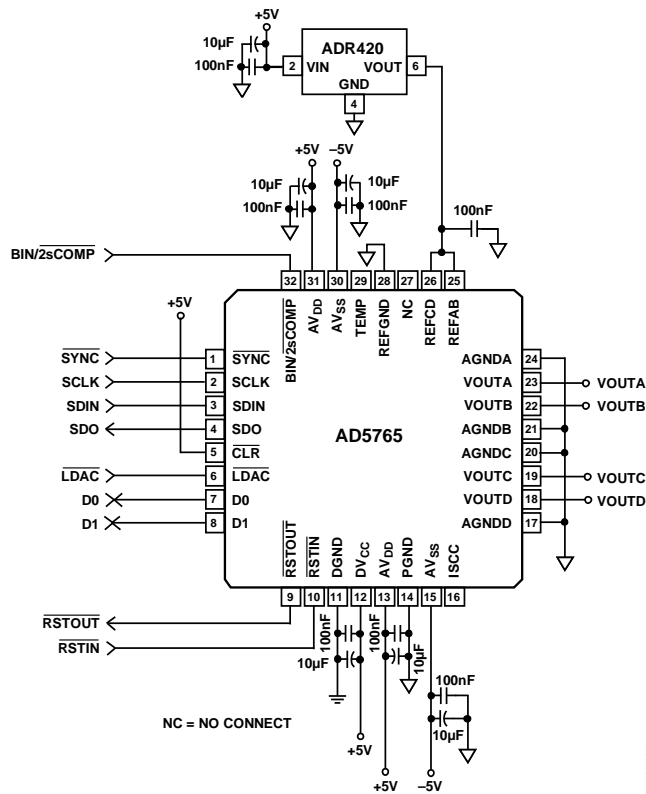 +5V
10µF
100nF
ADR420
2 VIN VOUT 6
GND
4
+5V –5V
10µF 10µF
100nF 100nF
100nF
BIN/2sCOMP
32 31 30 29 28 27 26 25
BIN/2sCOMP AVDD AVSS TEMP REFGND NC REFCD REFAB
+5V
SYNC 1 SYNC AGNDA 24
SCLK 2 SCLK VOUTA 23 VOUTA
SDIN 3 SDIN VOUTB 22 VOUTB
SDO 4 SDO AGNDB 21
AD5765
5 CLR AGNDC 20
LDAC 6 LDAC VOUTC 19 VOUTC
D0 7 D0 VOUTD 18 VOUTD
D1 8 D1 AGNDD 17
RSTOUT RSTIN DGND DVCC AVDD PGND AVSS ISCC
9 10 11 12 13 14 15 16
RSTOUT
RSTIN
100nF 100nF
10µF 10µF
100nF
10µF
NC = NO CONNECT
+5V
+5V –5V